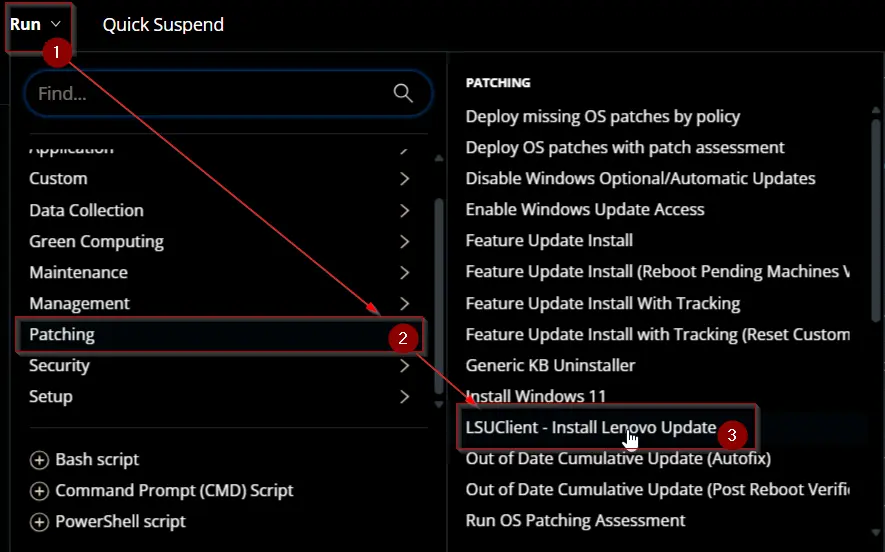 Run
Quick Suspend
1
Find...
Application
Custom
Data Collection
Green Computing
Maintenance
Management
Patching
2
Security
Setup
Bash script
Command Prompt (CMD) Script
PowerShell script
PATCHING
Deploy missing OS patches by policy
Deploy OS patches with patch assessment
Disable Windows Optional/Automatic Updates
Enable Windows Update Access
Feature Update Install
Feature Update Install (Reboot Pending Machines
Feature Update Install With Tracking
Feature Update Install with Tracking (Reset Custom
Generic KB Uninstaller
Install Windows 11
LSUClient - Install Lenovo Update
3
Out of Date Cumulative Update (Autofix)
Out of Date Cumulative Update (Post Reboot Verifi
Run OS Patching Assessment